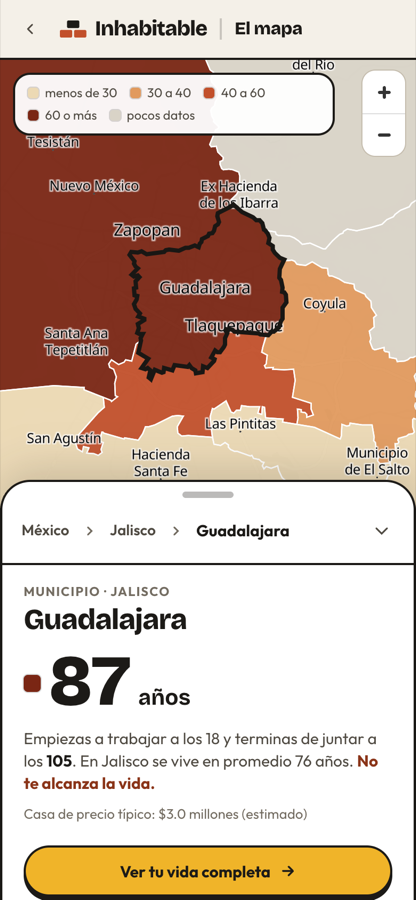 Inhabitable | El mapa
del Rio
menos de 30 30 a 40 40 a 60
60 o más pocos datos
Tesistán
Nuevo México
Ex Hacienda
de los Ibarra
Zapopan
Guadalajara
Coyula
Tlaquepaque
Santa Ana
Tepetitlán
Las Pintitas
San Agustín
Hacienda
Santa Fe
Municipio
de El Salto
México > Jalisco > Guadalajara
MUNICIPIO · JALISCO
Guadalajara
87 años
Empiezas a trabajar a los 18 y terminas de juntar a
los 105. En Jalisco se vive en promedio 76 años. No
te alcanza la vida.
Casa de precio típico: $3.0 millones (estimado)
Ver tu vida completa →